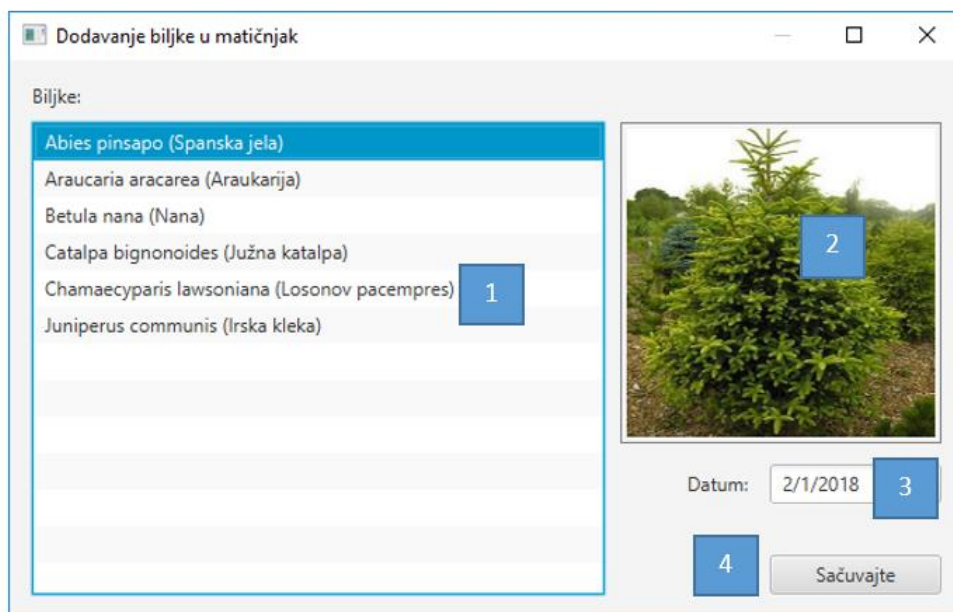 Dodavanje biljke u matičnjak
Biljke:
Abies pinsapo (Spanska jela)
Araucaria aracarea (Araukarija)
Betula nana (Nana)
Catalpa bignonoides (Južna katalpa)
Chamaecyparis lawsoniana (Losonov pacempres)
1
Juniperus communis (Irska kleka)
2
Datum:
2/1/2018
3
4
Sačuvajte